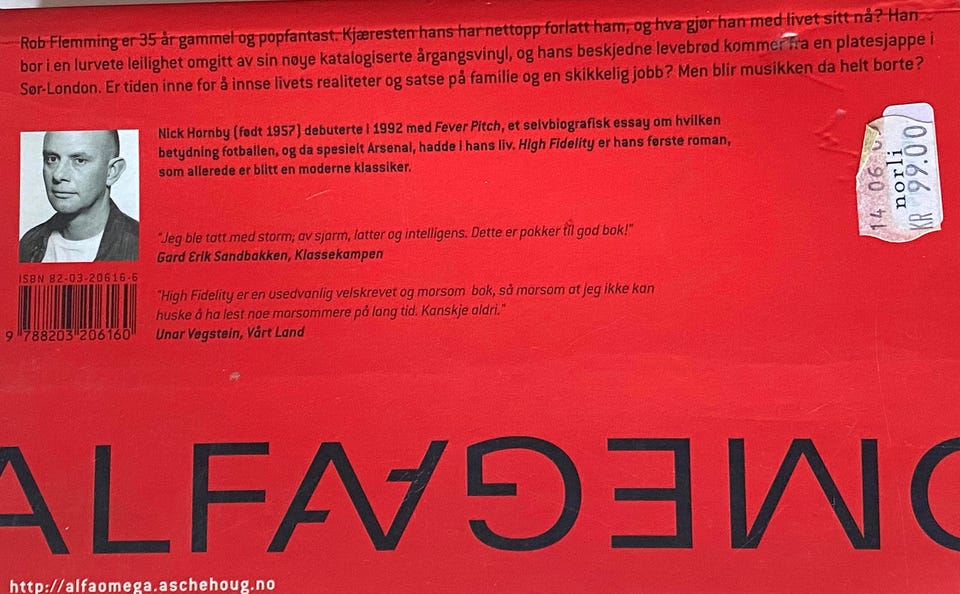 Rob Flemming er 35 år gammel og popfantast. Kjæresten hans har nettopp forlatt ham, og hva gjør han med livet sitt nå? Han
bor i en lurvete leilighet omgitt av sin nøye katalogiserte årgangsvinyl, og hans beskjedne levebrød kommer fra en platesjappe i
Sør-London. Er tiden inne for å innse livets realiteter og satse på familie og en skikkelig jobb? Men blir musikken da helt borte?
Nick Hornby (født 1957) debuterte i 1992 med Fever Pitch, et selvbiografisk essay om hvilken
betydning fotballen, og da spesielt Arsenal, hadde i hans liv. High Fidelity er hans første roman,
som allerede er blitt en moderne klassiker.
"Jeg ble tatt med storm; av sjarm, latter og intelligens. Dette er pokker til god bok!"
Gard Erik Sandbakken, Klassekampen
"High Fidelity er en usedvanlig velskrevet og morsom bok, så morsom at jeg ikke kan
huske å ha lest noe morsommere på lang tid. Kanskje aldri."
Unar Vegstein, Vårt Land
ISBN 82-03-20616-6
9 788203 206160
14 06
norli
KR 99.00
ALFA OMEGA
http://alfaomega.aschehoug.no